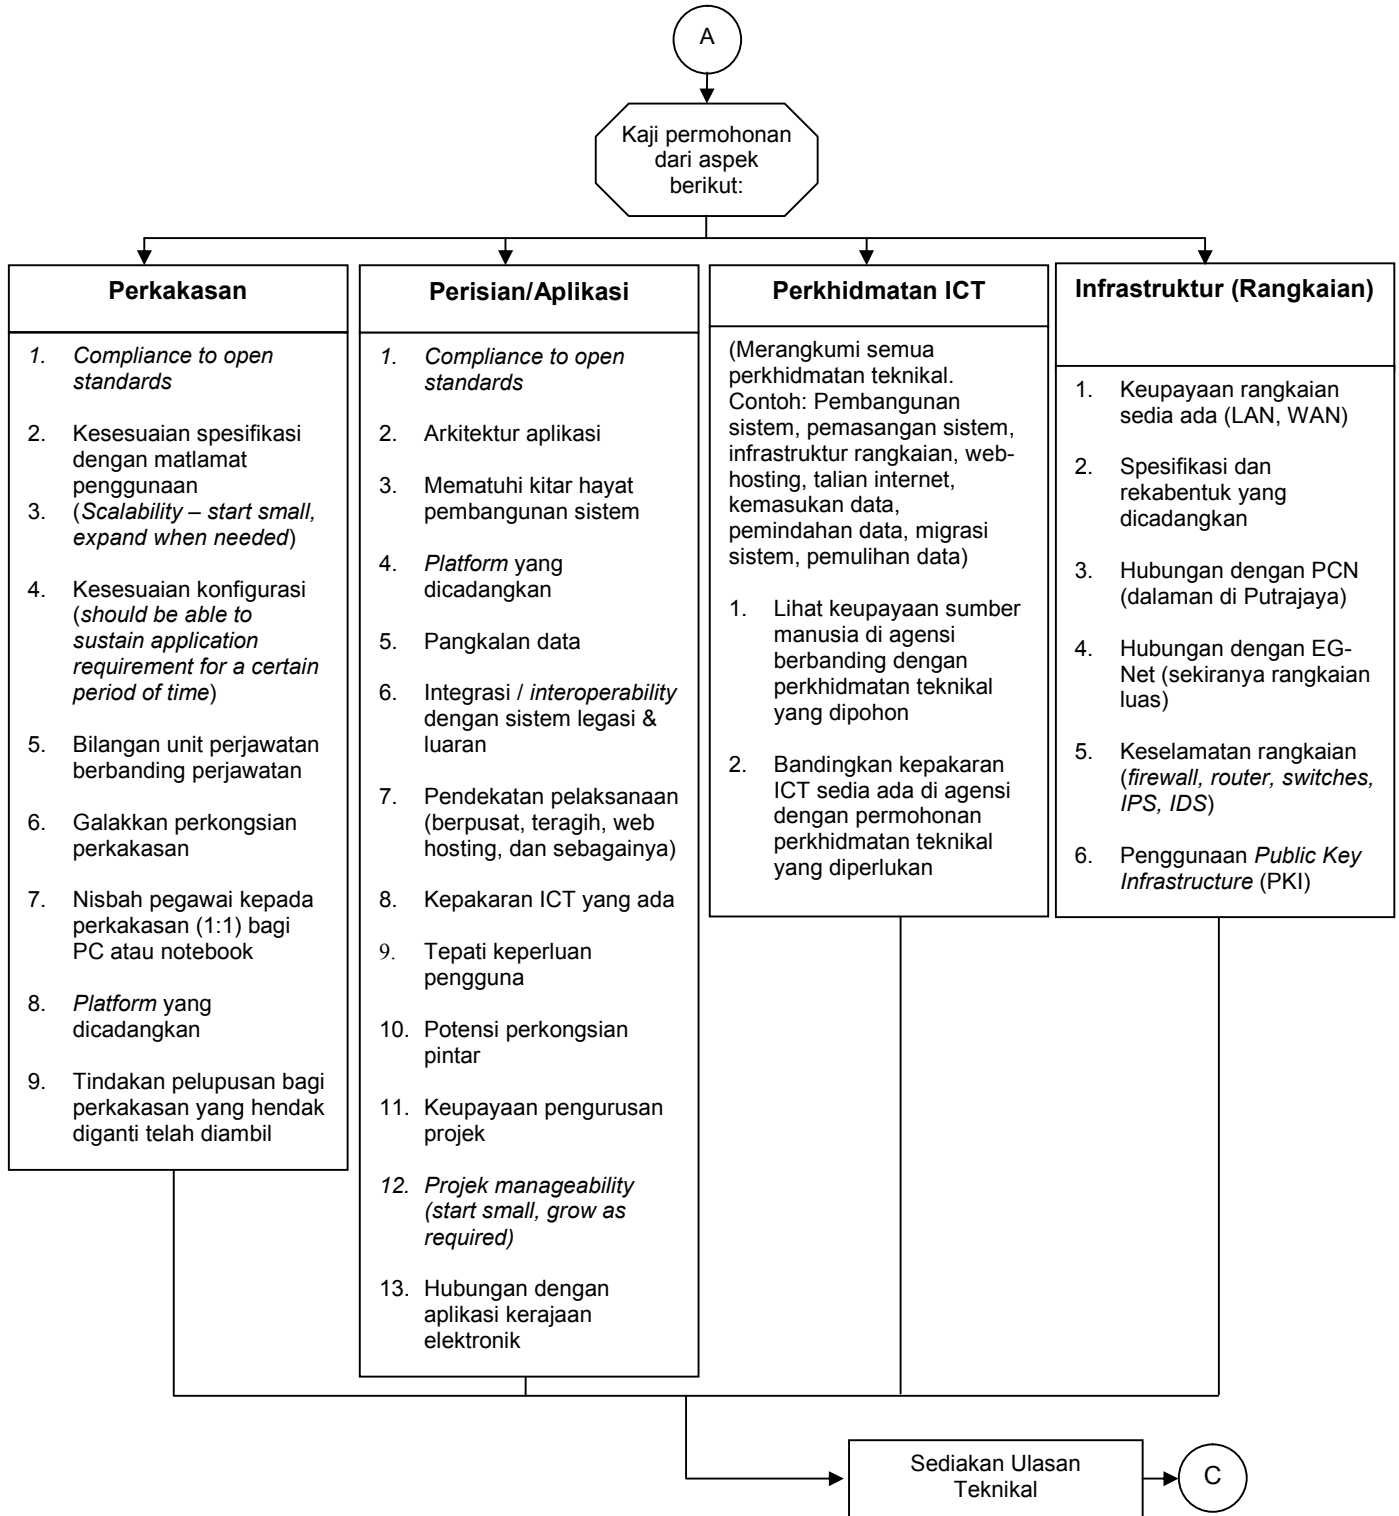 A
Kaji permohonan
dari aspek
berikut:
Perkakasan
1. Compliance to open
standards
2. Kesesuaian spesifikasi
dengan matlamat
penggunaan
3. (Scalability – start small,
expand when needed)
4. Kesesuaian konfigurasi
(should be able to
sustain application
requirement for a certain
period of time)
5. Bilangan unit perjawatan
berbanding perjawatan
6. Galakkan perkongsian
perkakasan
7. Nisbah pegawai kepada
perkakasan (1:1) bagi
PC atau notebook
8. Platform yang
dicadangkan
9. Tindakan pelupusan bagi
perkakasan yang hendak
diganti telah diambil
Perisian/Aplikasi
1. Compliance to open
standards
2. Arkitektur aplikasi
3. Mematuhi kitar hayat
pembangunan sistem
4. Platform yang
dicadangkan
5. Pangkalan data
6. Integrasi / interoperability
dengan sistem legasi &
luaran
7. Pendekatan pelaksanaan
(berpusat, teragih, web
hosting, dan sebagainya)
8. Kepakaran ICT yang ada
9. Tepati keperluan
pengguna
10. Potensi perkongsian
pintar
11. Keupayaan pengurusan
projek
12. Projek manageability
(start small, grow as
required)
13. Hubungan dengan
aplikasi kerajaan
elektronik
Perkhidmatan ICT
(Merangkumi semua
perkhidmatan teknikal.
Contoh: Pembangunan
sistem, pemasangan sistem,
infrastruktur rangkaian, web-
hosting, talian internet,
kemasukan data,
pemindahan data, migrasi
sistem, pemulihan data)
1. Lihat keupayaan sumber
manusia di agensi
berbanding dengan
perkhidmatan teknikal
yang dipohon
2. Bandingkan kepakaran
ICT sedia ada di agensi
dengan permohonan
perkhidmatan teknikal
yang diperlukan
Infrastruktur (Rangkaian)
1. Keupayaan rangkaian
sedia ada (LAN, WAN)
2. Spesifikasi dan
rekabentuk yang
dicadangkan
3. Hubungan dengan PCN
(dalaman di Putrajaya)
4. Hubungan dengan EG-
Net (sekiranya rangkaian
luas)
5. Keselamatan rangkaian
(firewall, router, switches,
IPS, IDS)
6. Penggunaan Public Key
Infrastructure (PKI)
Sediakan Ulasan
Teknikal
C